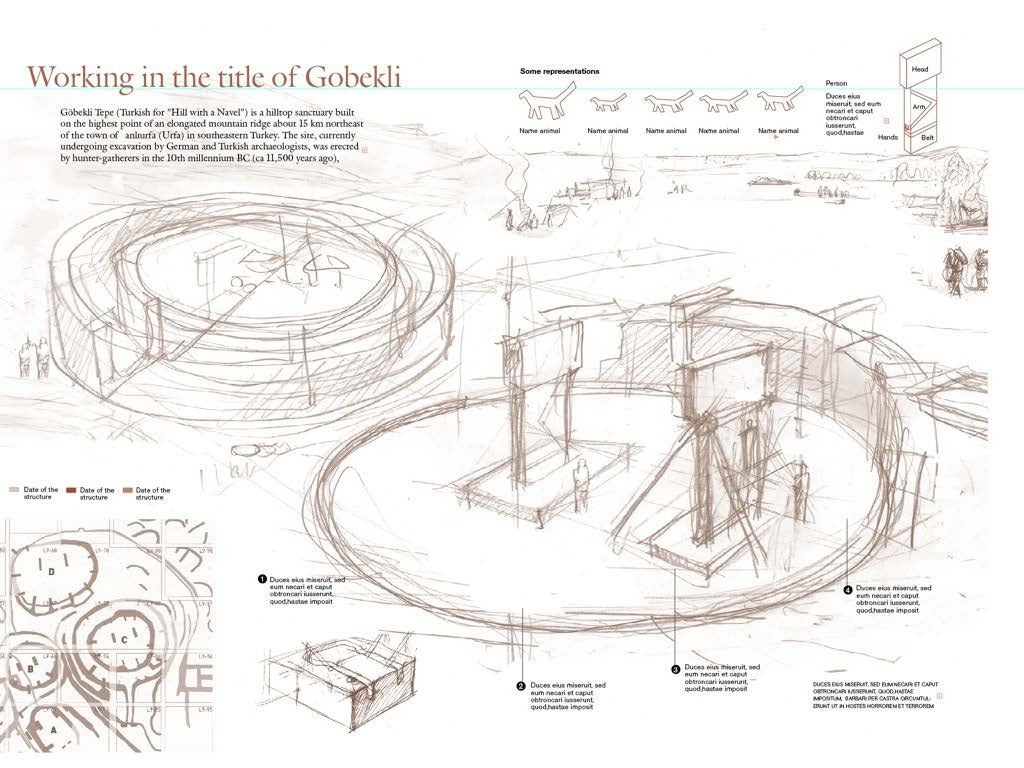 Working in the title of Gobekli
Göbekli Tepe (Turkish for "Hill with a Navel") is a hilltop sanctuary built
on the highest point of an elongated mountain ridge about 15 km northeast
of the town of   anlıurfa (Urfa) in southeastern Turkey. The site, currently
undergoing excavation by German and Turkish archaeologists, was erected
by hunter-gatherers in the 10th millennium BC (ca 11,500 years ago),
Some representations
Name animal
Name animal
Name animal
Name animal
Name animal
Person
Duces eius
miseruit, sed eum
necari et caput
obtroncari
iusserunt,
quod,hastae
Head
Arm
Hands
Belt
Date of the
structure
Date of the
structure
Date of the
structure
L9-68
L9-78
L9-98
D
C
B
A
1
Duces eius miseruit, sed
eum necari et caput
obtroncari iusserunt,
quod,hastae imposit
2
Duces eius miseruit, sed
eum necari et caput
obtroncari iusserunt,
quod,hastae imposit
3
Duces eius miseruit, sed
eum necari et caput
obtroncari iusserunt,
quod,hastae imposit
4
Duces eius miseruit, sed
eum necari et caput
obtroncari iusserunt,
quod,hastae imposit
DUCES EIUS MISERUIT, SED EUM NECARI ET CAPUT
OBTRONCARI IUSSERUNT, QUOD,HASTAE
IMPOSITUM, BARBARI PER CASTRA CIRCUMTUL-
ERUNT UT IN HOSTES HORROREM ET TERROREM